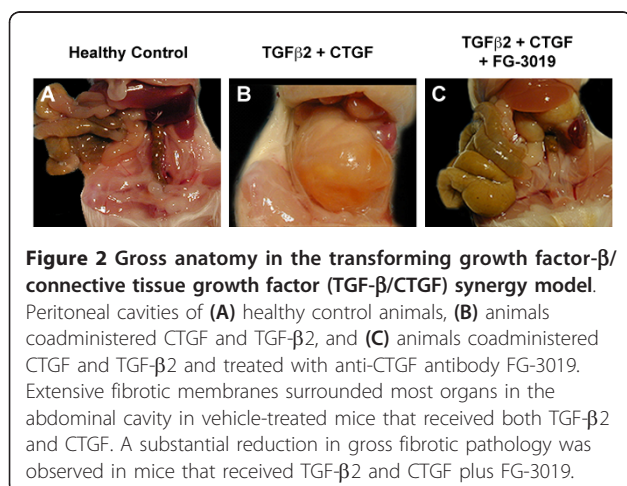 Healthy Control
TGFβ2 + CTGF
TGFβ2 + CTGF
+ FG-3019
A
B
C
Figure 2 Gross anatomy in the transforming growth factor-β/
connective tissue growth factor (TGF-β/CTGF) synergy model.
Peritoneal cavities of (A) healthy control animals, (B) animals
coadministered CTGF and TGF-β2, and (C) animals coadministered
CTGF and TGF-β2 and treated with anti-CTGF antibody FG-3019.
Extensive fibrotic membranes surrounded most organs in the
abdominal cavity in vehicle-treated mice that received both TGF-β2
and CTGF. A substantial reduction in gross fibrotic pathology was
observed in mice that received TGF-β2 and CTGF plus FG-3019.